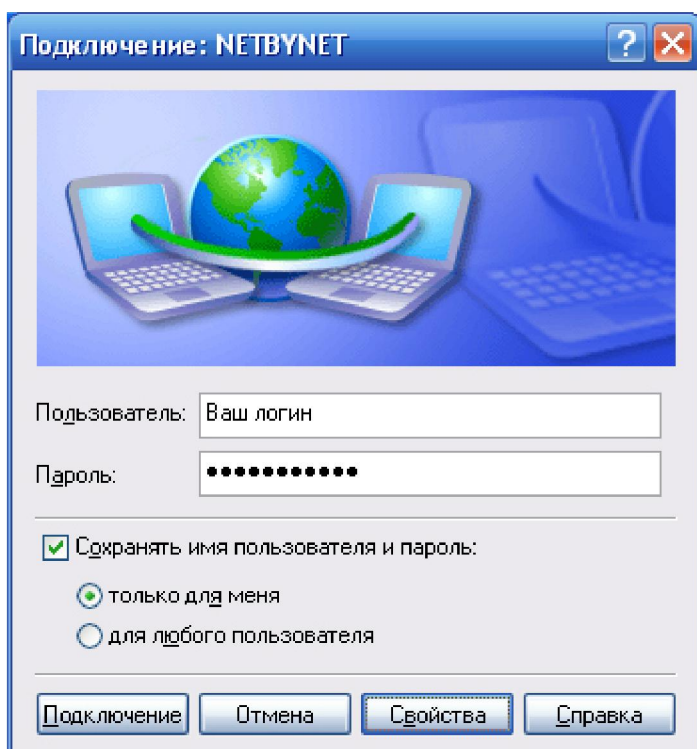 Подключение: NETBYNET
Пользователь: Ваш логин
Пароль: •••••••••••
Сохранять имя пользователя и пароль:
только для меня
для любого пользователя
Подключение Отмена Свойства Справка